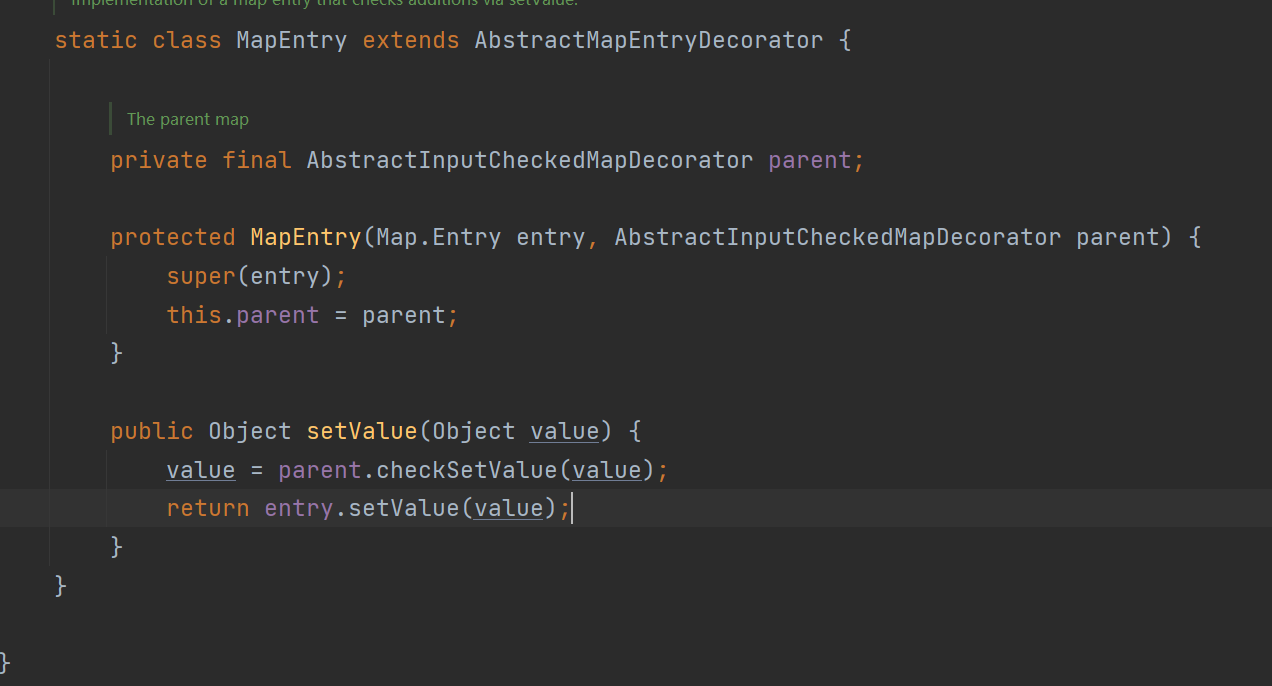 Implementation of a map entry that checks additions via setValue.
static class MapEntry extends AbstractMapEntryDecorator {
The parent map
private final AbstractInputCheckedMapDecorator parent;
protected MapEntry(Map.Entry entry, AbstractInputCheckedMapDecorator parent) {
super(entry);
this.parent = parent;
}
public Object setValue(Object value) {
value = parent.checkSetValue(value);
return entry.setValue(value);
}
}
}